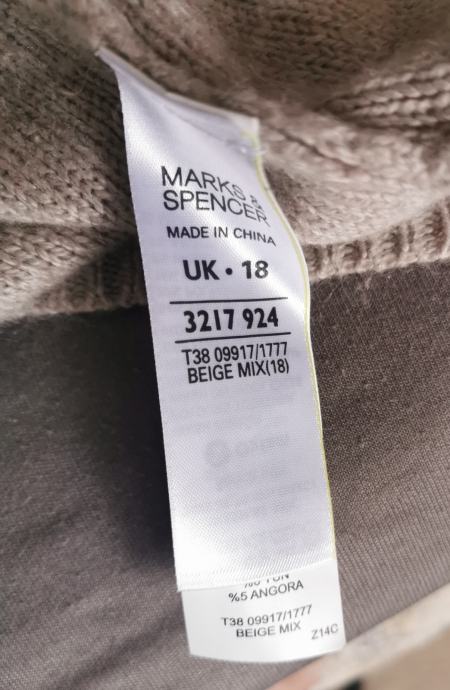 MARKS &
SPENCER
MADE IN CHINA
UK • 18
3217 924
T38 09917/1777
BEIGE MIX(18)
%5 ANGORA
T38 09917/1777
BEIGE MIX
Z14C